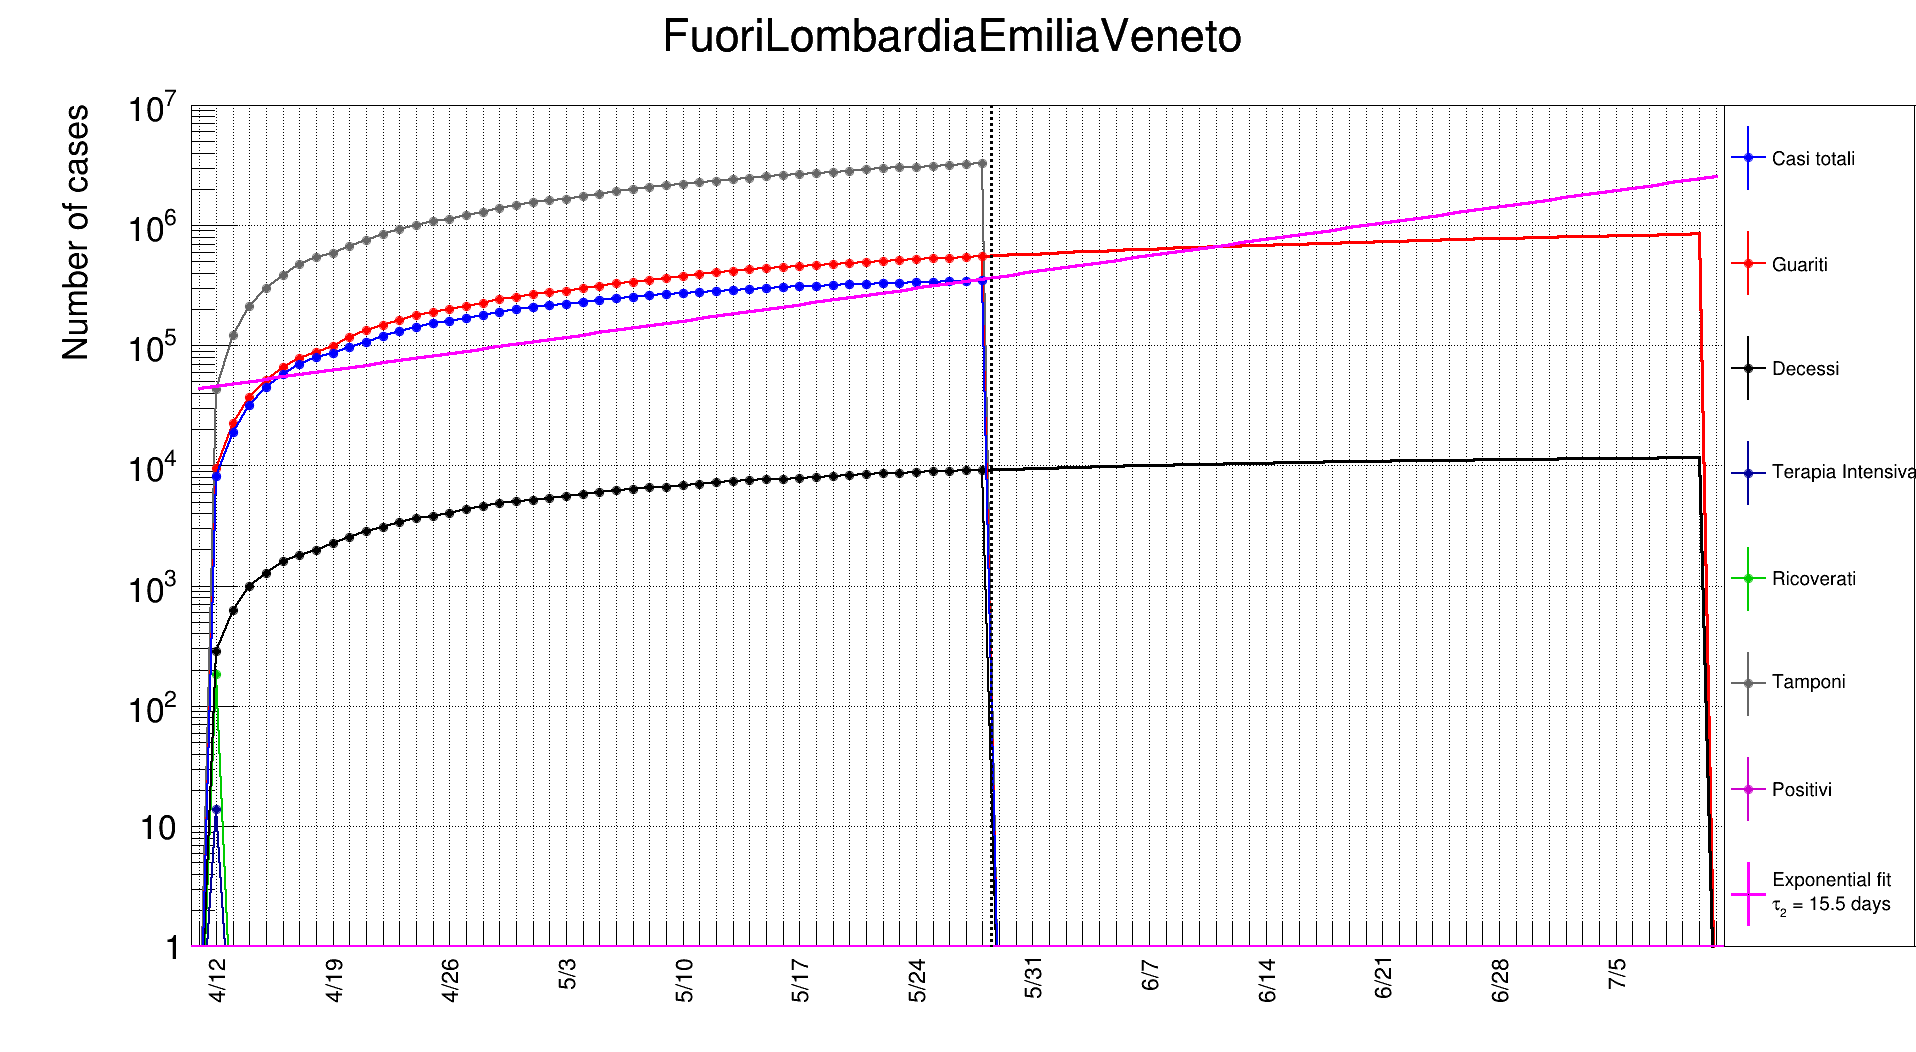 FuoriLombardiaEmiliaVeneto
Number of cases
10^7
10^6
10^5
10^4
10^3
10^2
10
1
4/12
4/19
4/26
5/3
5/10
5/17
5/24
5/31
6/7
6/14
6/21
6/28
7/5
Casi totali
Guariti
Decessi
Terapia Intensiva
Ricoverati
Tamponi
Positivi
Exponential fit
τ₂ = 15.5 days